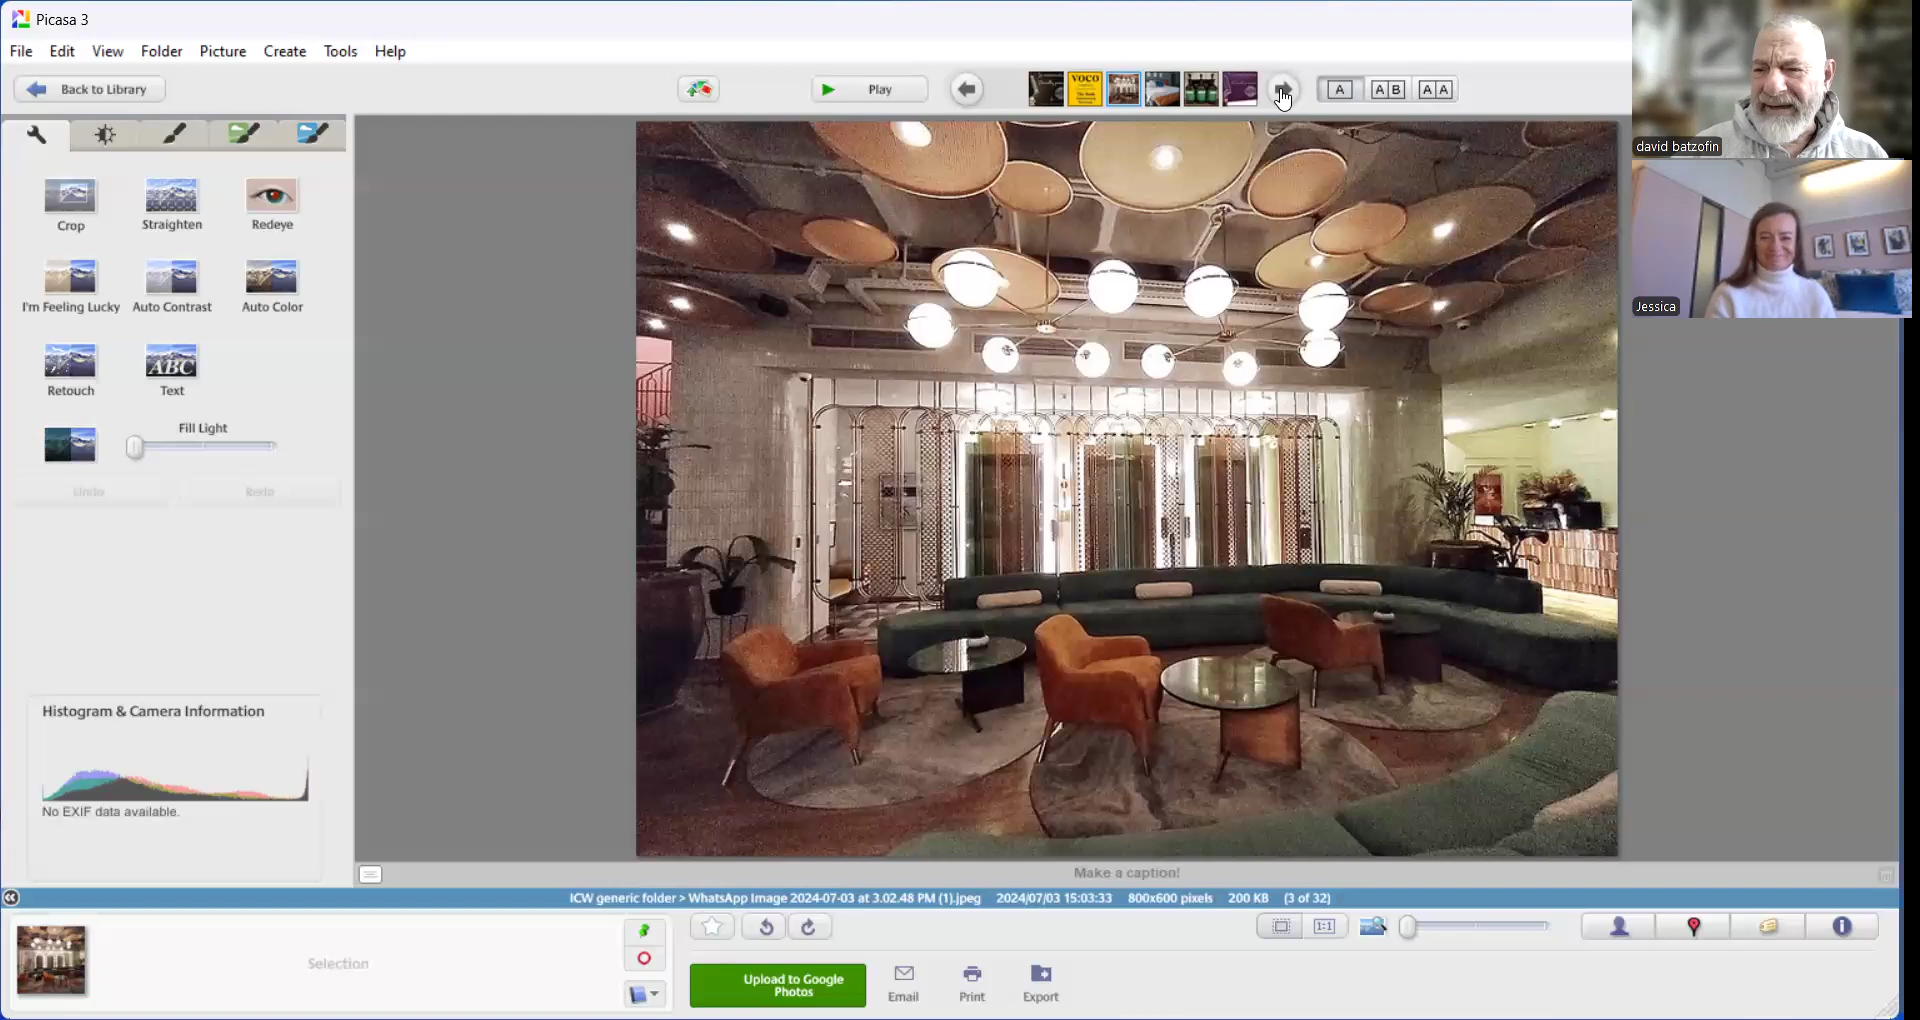 Picasa 3
File Edit View Folder Picture Create Tools Help
Back to Library
Play
VOCO
A
A B
A A
david batzofin
Jessica
Crop Straighten Redeye
I'm Feeling Lucky Auto Contrast Auto Color
ABC
Retouch Text
Fill Light
Undo Redo
Histogram & Camera Information
No EXIF data available.
Make a caption!
ICW generic folder > WhatsApp Image 2024-07-03 at 3.02.48 PM (1).jpeg 2024/07/03 15:03:33 800x600 pixels 200 KB (3 of 32)
1:1
Selection
Upload to Google
Photos
Email Print Export